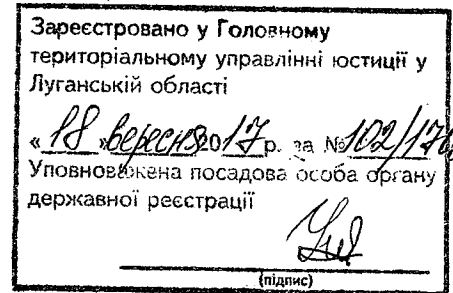 Зареєстровано у Головному
територіальному управлінні юстиції у
Луганській області
«18» вересня 2017 р. за №102/17
Уповноважена посадова особа органу
державної реєстрації
(підпис)